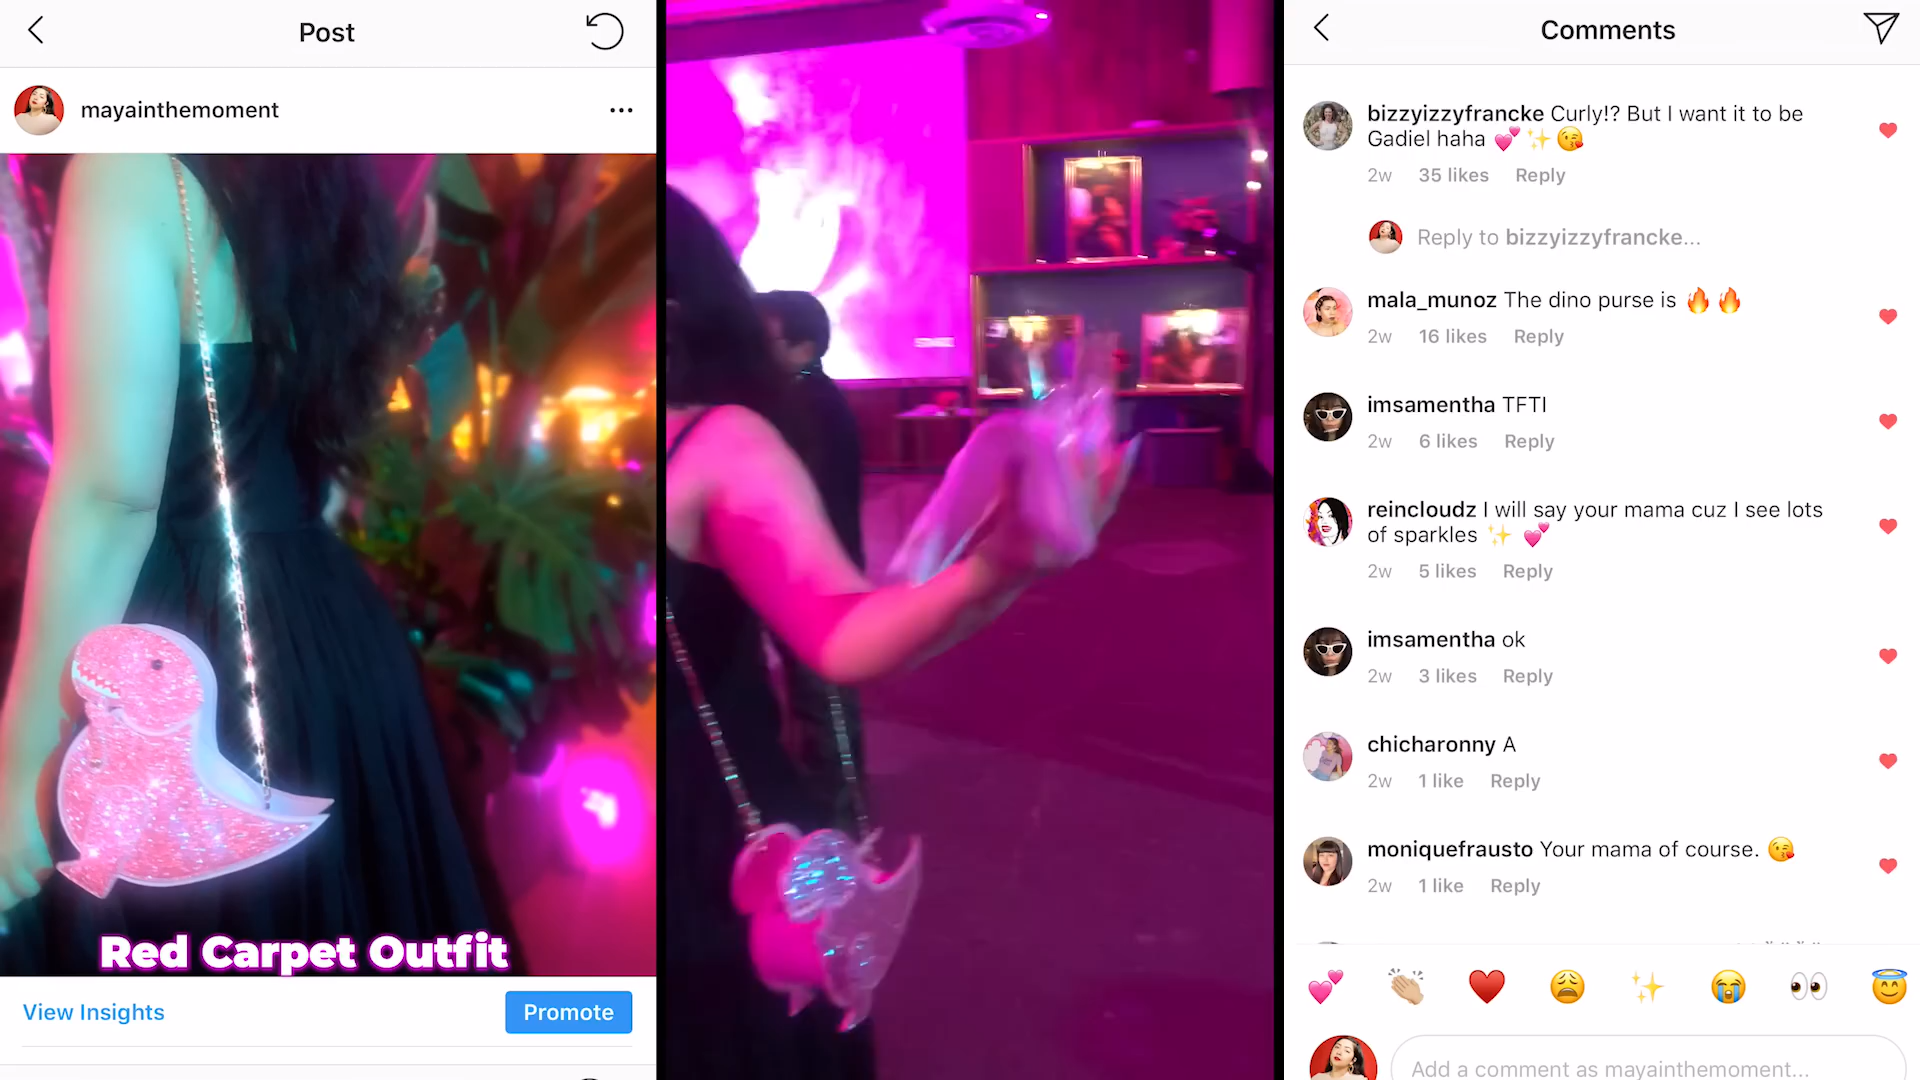 Post
mayainthemoment
Red Carpet Outfit
View Insights
Promote
Comments
bizzyizzyfrancke Curly!? But I want it to be
Gadiel haha 💕✨😘
2w 35 likes Reply
Reply to bizzyizzyfrancke...
mala_munoz The dino purse is 🔥🔥
2w 16 likes Reply
imsamentha TFTI
2w 6 likes Reply
reincloudz I will say your mama cuz I see lots
of sparkles ✨ 💕
2w 5 likes Reply
imsamentha ok
2w 3 likes Reply
chicharonny A
2w 1 like Reply
moniquefrausto Your mama of course. 😘
2w 1 like Reply
Add a comment as mayainthemoment...